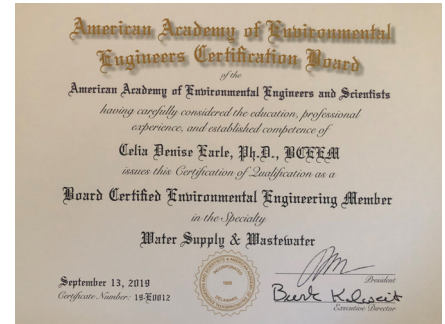 American Academy of Environmental
Engineers Certification Board
of the
American Academy of Environmental Engineers and Scientists
having carefully considered the education, professional
experience, and established competence of
Celia Denise Earle, Ph.D., BCEEM
issues this Certification of Qualification as a
Board Certified Environmental Engineering Member
in the Specialty
Water Supply & Wastewater
September 13, 2019
Certificate Number: 19-E0012
INCORPORATED
DELAWARE
President
Executive Director